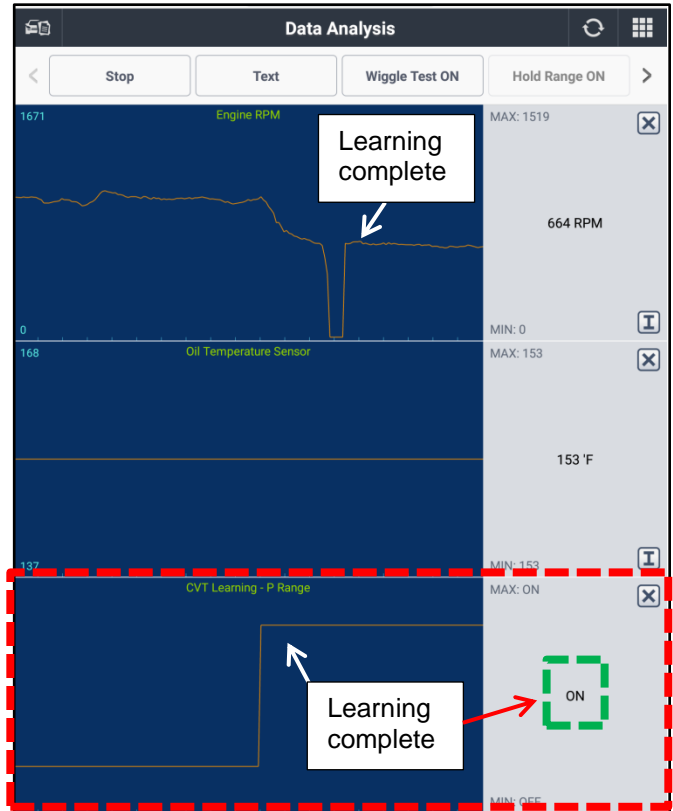 Data Analysis
Stop
Text
Wiggle Test ON
Hold Range ON
1671
Engine RPM
MAX: 1519
Learning
complete
664 RPM
0
MIN: 0
168
Oil Temperature Sensor
MAX: 153
153 'F
137
MIN: 153
CVT Learning - P Range
MAX: ON
ON
Learning
complete
MIN: OFF